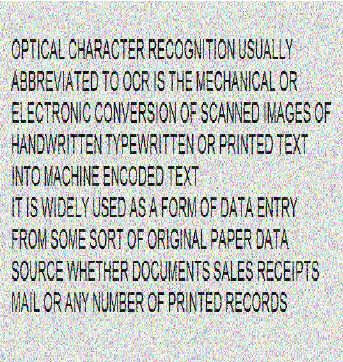 OPTICAL CHARACTER RECOGNITION USUALLY
ABBREVIATED TO OCR IS THE MECHANICAL OR
ELECTRONIC CONVERSION OF SCANNED IMAGES OF
HANDWRITTEN TYPEWRITTEN OR PRINTED TEXT
INTO MACHINE ENCODED TEXT
IT IS WIDELY USED AS A FORM OF DATA ENTRY
FROM SOME SORT OF ORIGINAL PAPER DATA
SOURCE WHETHER DOCUMENTS SALES RECEIPTS
MAIL OR ANY NUMBER OF PRINTED RECORDS